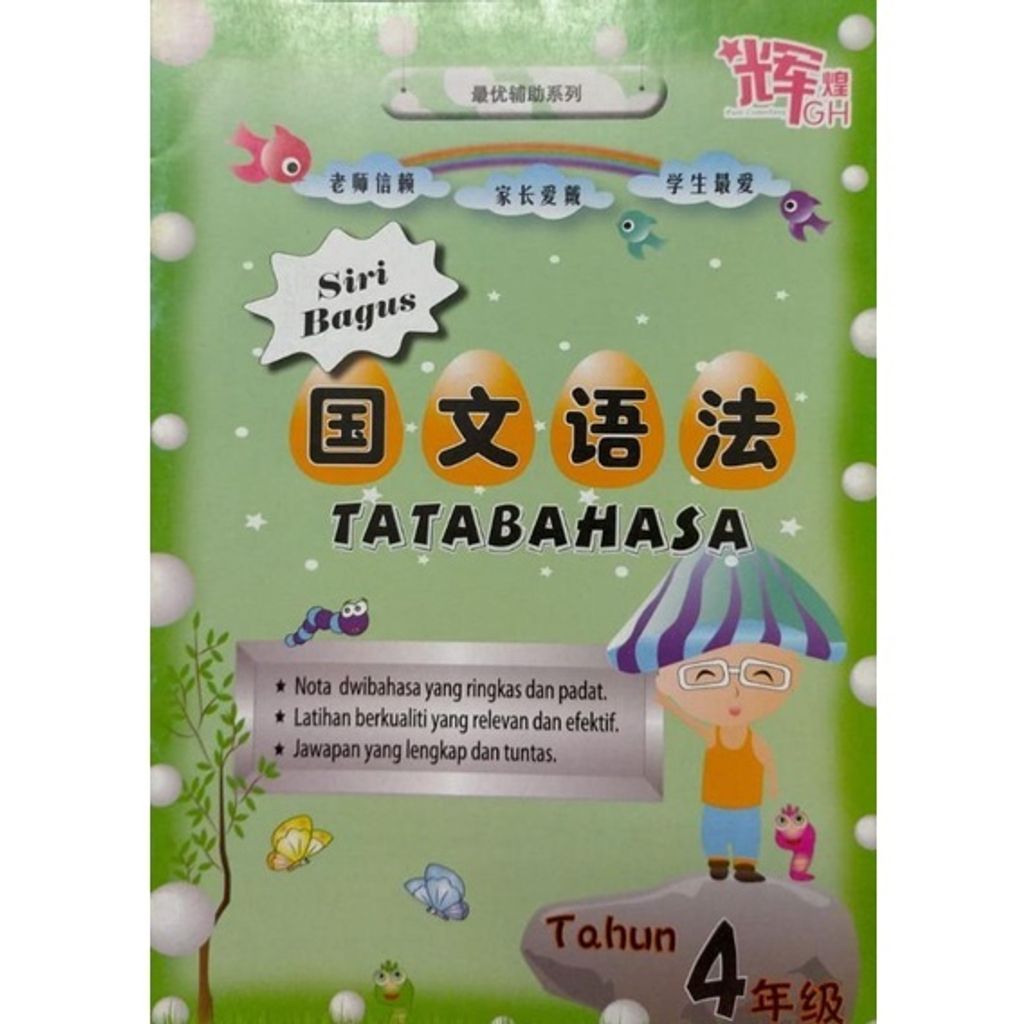 最优辅助系列
辉煌
GH
老师信赖
家长爱戴
学生最爱
Siri
Bagus
国文语法
TATABAHASA
★ Nota dwibahasa yang ringkas dan padat.
★ Latihan berkualiti yang relevan dan efektif.
★ Jawapan yang lengkap dan tuntas.
Tahun 4 年级